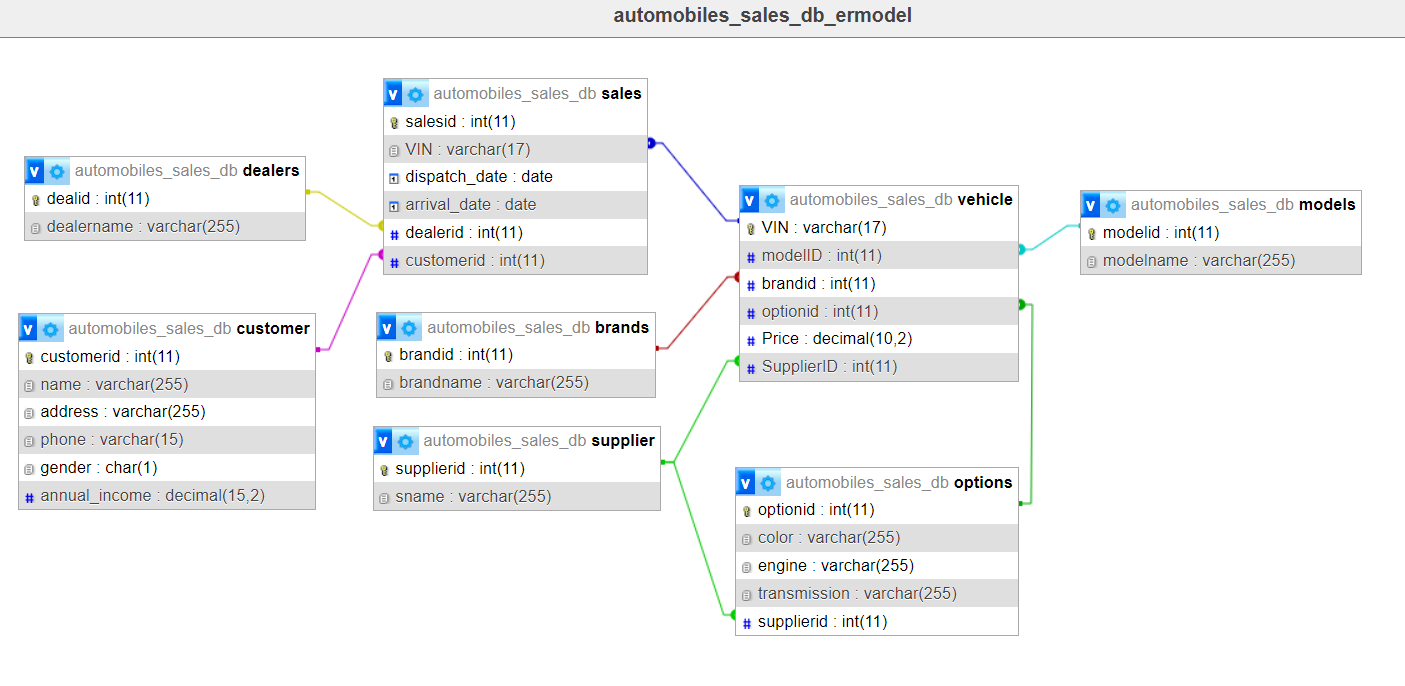 automobiles_sales_db_ermodel
v automobiles_sales_db sales
salesid : int(11)
VIN : varchar(17)
dispatch_date : date
arrival_date : date
# dealerid : int(11)
# customerid : int(11)
v automobiles_sales_db dealers
dealid : int(11)
dealername : varchar(255)
v automobiles_sales_db vehicle
VIN : varchar(17)
# modelID : int(11)
# brandid : int(11)
# optionid : int(11)
# Price : decimal(10,2)
# SupplierID : int(11)
v automobiles_sales_db models
modelid : int(11)
modelname : varchar(255)
v automobiles_sales_db customer
customerid : int(11)
name : varchar(255)
address : varchar(255)
phone : varchar(15)
gender : char(1)
# annual_income : decimal(15,2)
v automobiles_sales_db brands
brandid : int(11)
brandname : varchar(255)
v automobiles_sales_db supplier
supplierid : int(11)
sname : varchar(255)
v automobiles_sales_db options
optionid : int(11)
color : varchar(255)
engine : varchar(255)
transmission : varchar(255)
# supplierid : int(11)